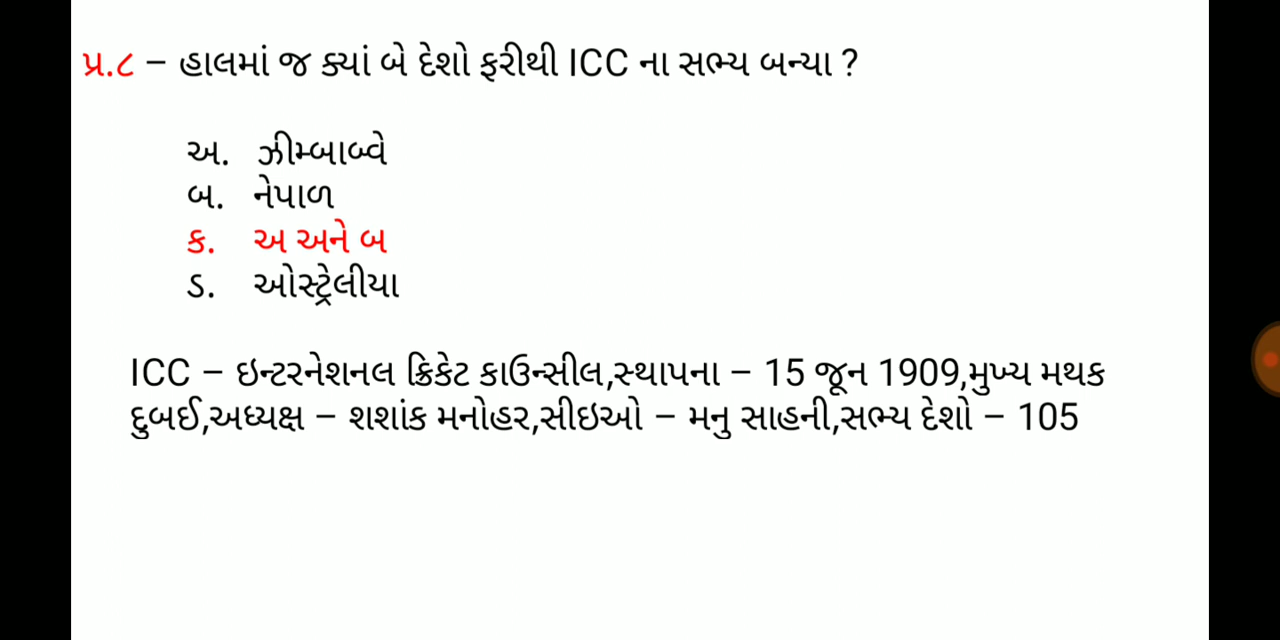 પ્ર.૮ – હાલમાં જ ક્યાં બે દેશો ફરીથી ICC ના સભ્ય બન્યા ?
અ. ઝીમ્બાબ્વે
બ. નેપાળ
ક. અ અને બ
ડ. ઓસ્ટ્રેલીયા
ICC – ઇન્ટરનેશનલ ક્રિકેટ કાઉન્સીલ,સ્થાપના – 15 જૂન 1909,મુખ્ય મથક
દુબઈ,અધ્યક્ષ – શશાંક મનોહર,સીઇઓ – મનુ સાહની,સભ્ય દેશો – 105